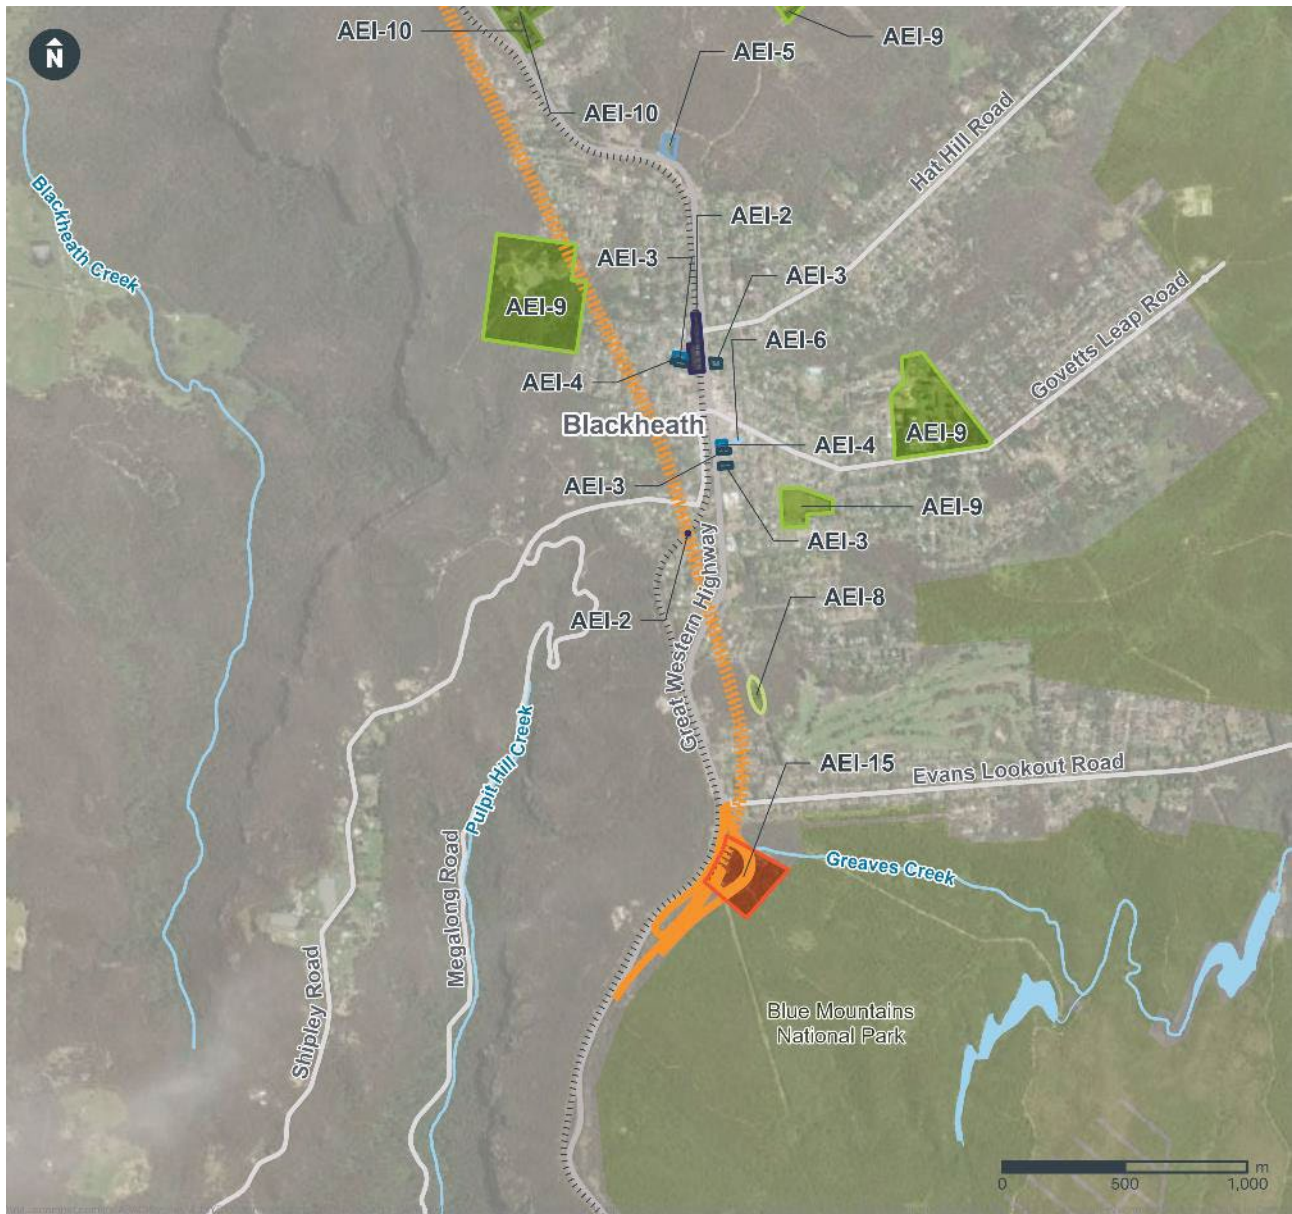 N
AEI-10
AEI-9
AEI-5
AEI-10
Hat Hill Road
Blackheath Creek
AEI-2
AEI-3
AEI-3
AEI-9
Govetts Leap Road
AEI-6
AEI-4
Blackheath
AEI-9
AEI-4
AEI-3
AEI-9
AEI-3
Great Western Highway
AEI-8
AEI-2
Pulpit Hill Creek
AEI-15
Evans Lookout Road
Megalong Road
Greaves Creek
Shipley Road
Blue Mountains
National Park
m
0
500
1,000